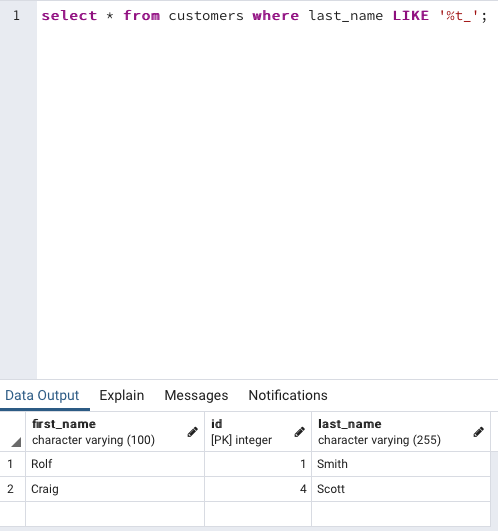 1 select * from customers where last_name LIKE '%t_';
Data Output Explain Messages Notifications
first_name id last_name
character varying (100) [PK] integer character varying (255)
1 Rolf 1 Smith
2 Craig 4 Scott